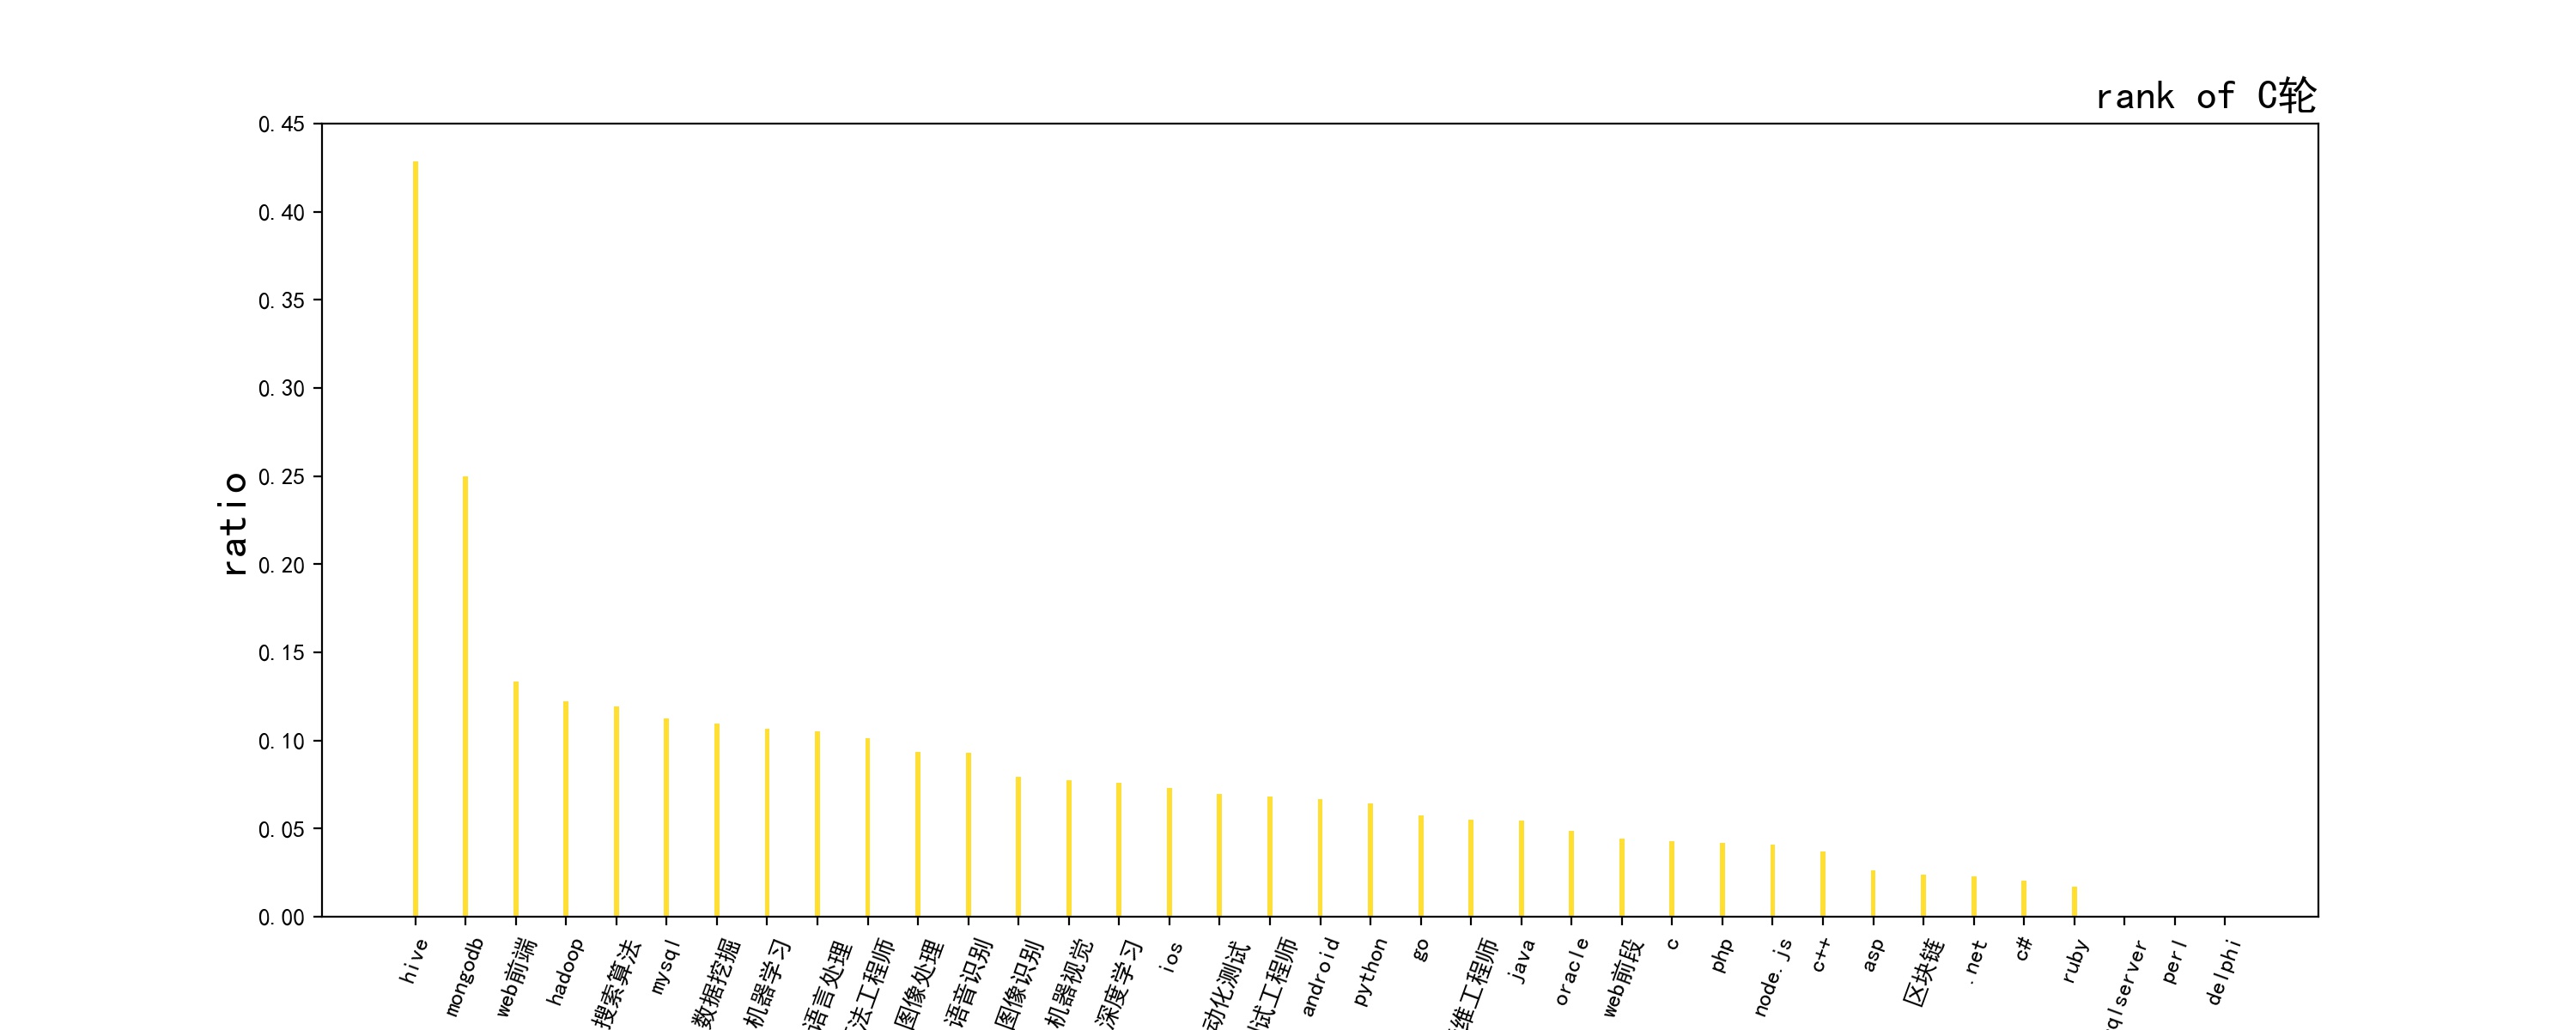 rank of C轮
ratio
0.45
0.40
0.35
0.30
0.25
0.20
0.15
0.10
0.05
0.00
hive
mongodb
web前端
hadoop
搜索算法
mysql
数据挖掘
机器学习
语言处理
法工程师
图像处理
语音识别
图像识别
机器视觉
深度学习
ios
动化测试
试工程师
android
python
go
维工程师
java
oracle
web前段
c
php
node.js
c++
asp
区块链
.net
c#
ruby
qlserver
perl
delphi